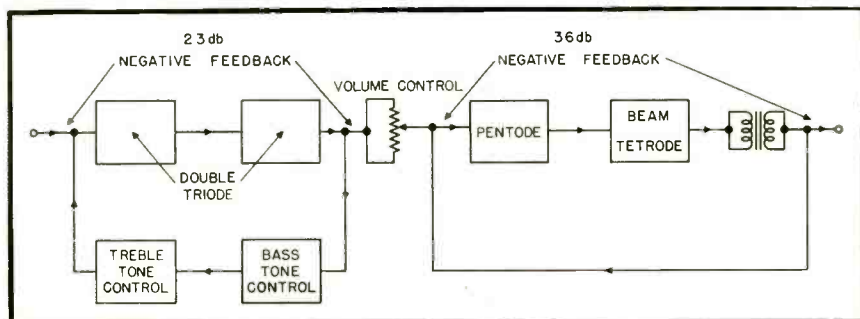 23db
NEGATIVE FEEDBACK
VOLUME CONTROL
36db
NEGATIVE FEEDBACK
DOUBLE
TRIODE
PENTODE
BEAM
TETRODE
TREBLE
TONE
CONTROL
BASS
TONE
CONTROL